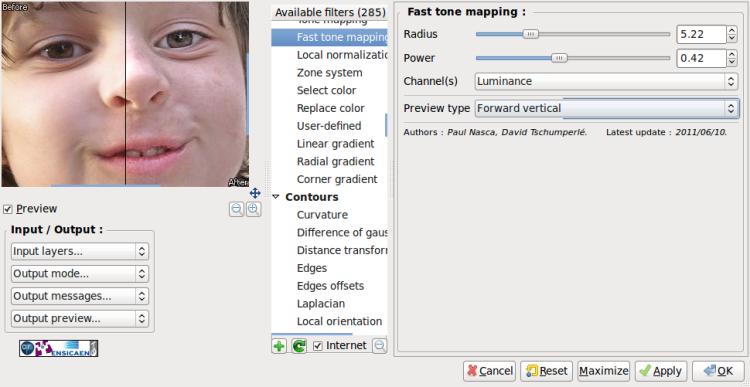 Before
After
Preview
Input / Output :
Input layers...
Output mode...
Output messages...
Output preview...
ENSICAEN
Available filters (285)
Tone mapping
Fast tone mapping
Local normalizatio
Zone system
Select color
Replace color
User-defined
Linear gradient
Radial gradient
Corner gradient
Contours
Curvature
Difference of gaus
Distance transfor
Edges
Edges offsets
Laplacian
Local orientation
Internet
Fast tone mapping :
Radius 5.22
Power 0.42
Channel(s) Luminance
Preview type Forward vertical
Authors : Paul Nasca, David Tschumperlé. Latest update : 2011/06/10.
Cancel Reset Maximize Apply OK